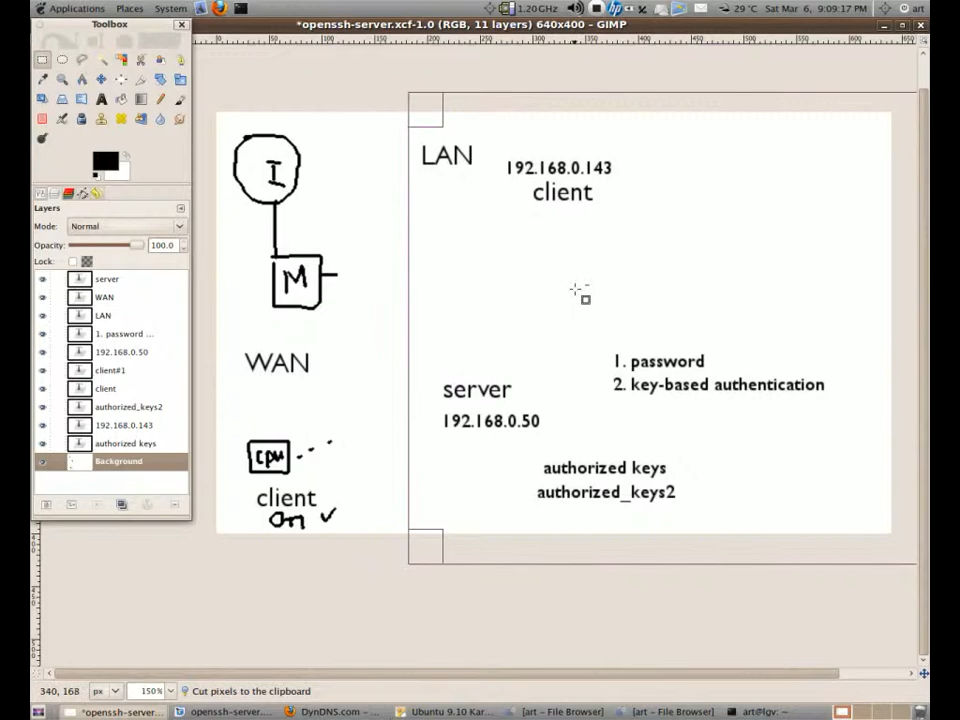 Applications Places System
1.20 GHz
29 °C
Sat Mar 6, 9:09:17 PM
art
*openssh-server.xcf-1.0 (RGB, 11 layers) 640x400 – GIMP
Toolbox
Layers
Mode: Normal
Opacity: 100.0
Lock:
server
WAN
LAN
1. password ...
192.168.0.50
client#1
client
authorized_keys2
192.168.0.143
authorized keys
Background
I
M
WAN
cpu
client
on ✓
LAN
192.168.0.143
client
1. password
2. key-based authentication
server
192.168.0.50
authorized keys
authorized_keys2
340, 168 px 150% Cut pixels to the clipboard
*openssh-server....
openssh-server....
DynDNS.com – ...
Ubuntu 9.10 Kar...
[art – File Browser]
[art – File Browser]
art@lgv: ~